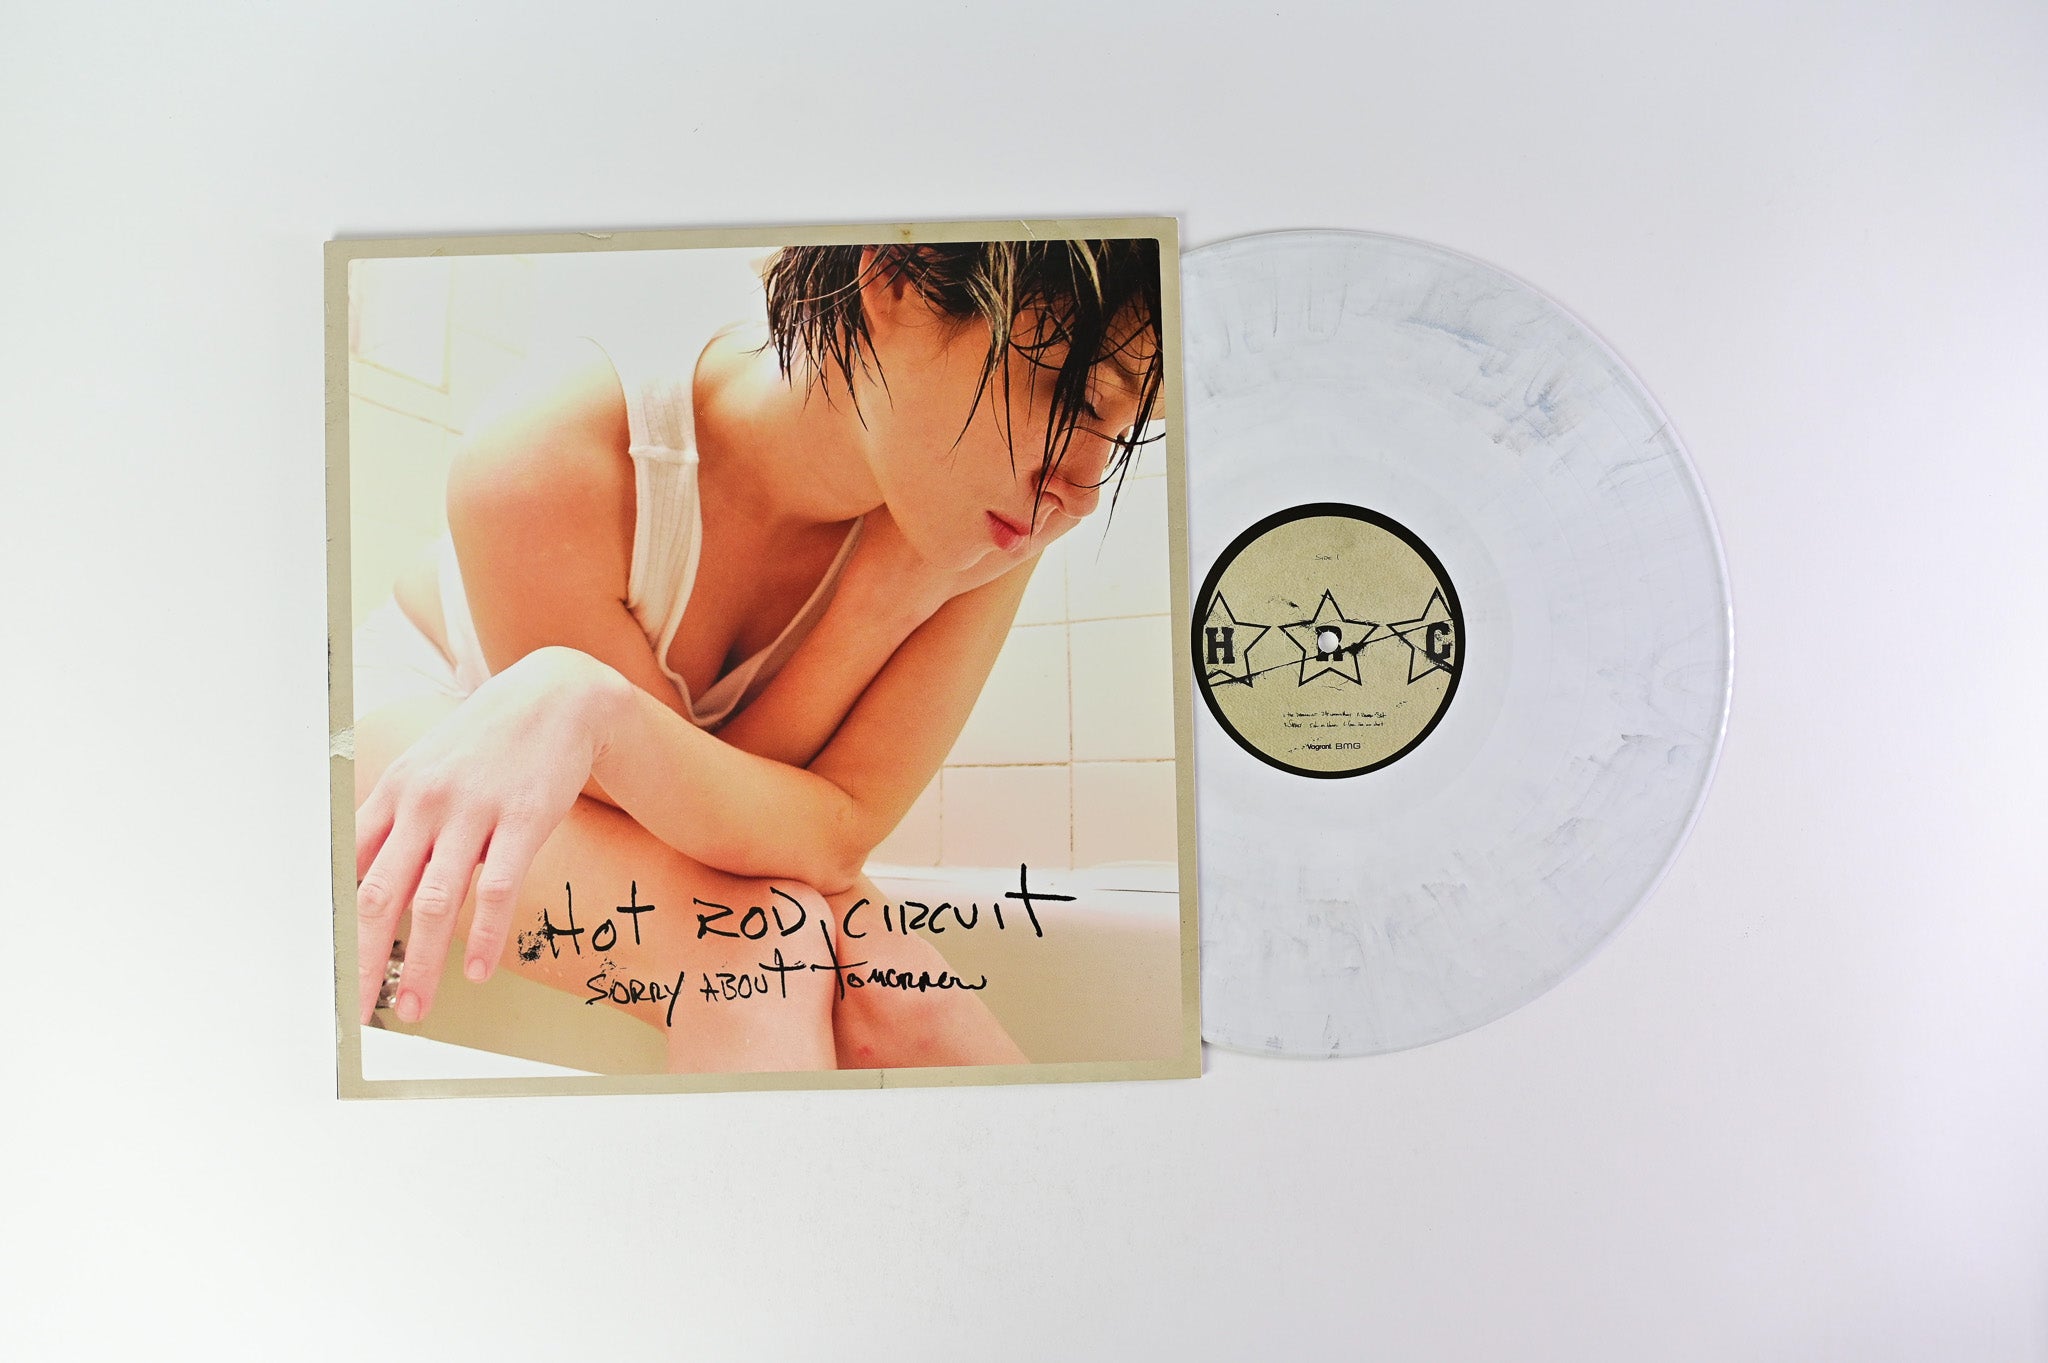 Hot Rod Circuit
Sorry About Tomorrow
Side 1
H R C
Vagrant BMG